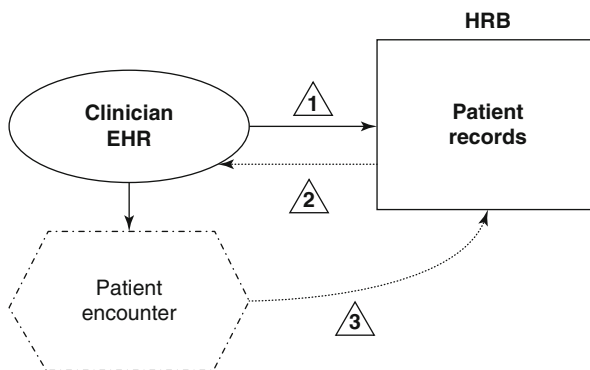 HRB
Clinician
EHR
1
Patient
records
2
Patient
encounter
3